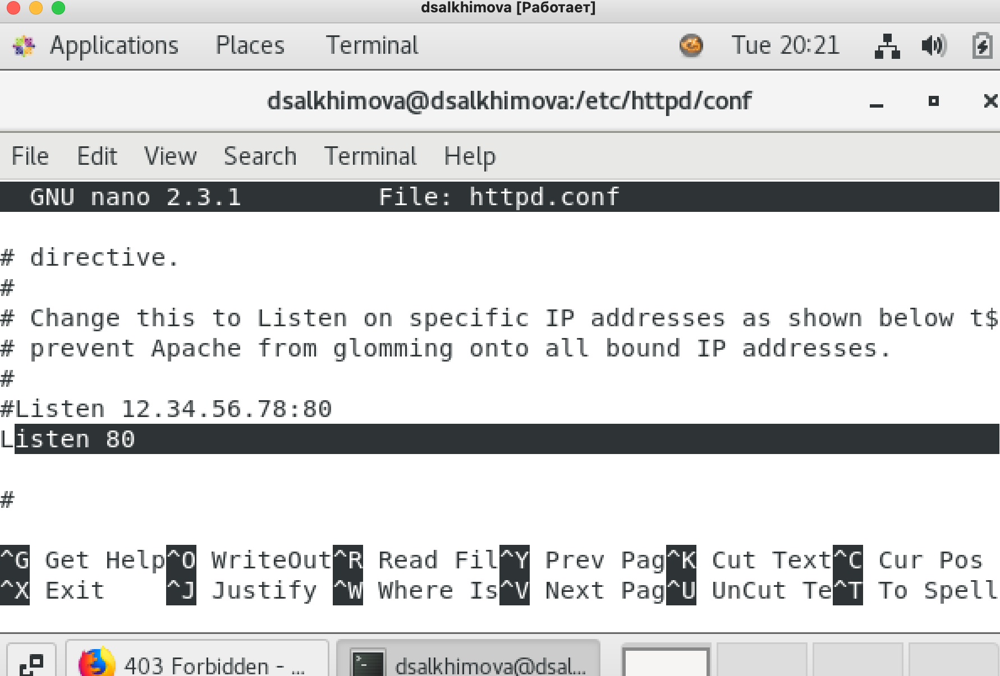 dsalkhimova [Работает]
Applications Places Terminal Tue 20:21
dsalkhimova@dsalkhimova:/etc/httpd/conf
File Edit View Search Terminal Help
GNU nano 2.3.1 File: httpd.conf
# directive.
#
# Change this to Listen on specific IP addresses as shown below t$
# prevent Apache from glomming onto all bound IP addresses.
#
#Listen 12.34.56.78:80
Listen 80
#
^G Get Help^O WriteOut^R Read Fil^Y Prev Pag^K Cut Text^C Cur Pos
^X Exit ^J Justify ^W Where Is^V Next Pag^U UnCut Te^T To Spell
403 Forbidden - ... dsalkhimova@dsal...